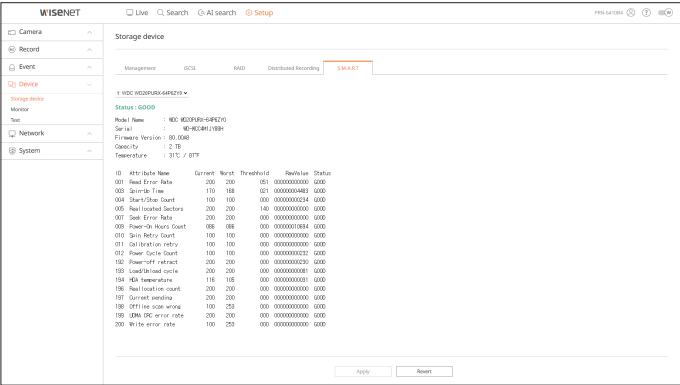 WISENET
Live Search AI search Setup
PRN-6410B4
Camera
Record
Event
Device
Storage device
Monitor
Text
Network
System
Storage device
Management iSCSI RAID Distributed Recording S.M.A.R.T
1: WDC WD20PURX-64P6ZY0
Status : GOOD
Model Name : WDC WD20PURX-64P6ZY0
Serial : WD-WCC4M1JY88H
Firmware Version : 80.00A8
Capacity : 2 TB
Temperature : 31℃ / 87℉
ID Attribute Name Current Worst Threshold RawValue Status
001 Read Error Rate 200 200 051 000000000000 GOOD
003 Spin-Up Time 170 168 021 000000004483 GOOD
004 Start/Stop Count 100 100 000 000000000234 GOOD
005 Reallocated Sectors 200 200 140 000000000000 GOOD
007 Seek Error Rate 200 200 000 000000000000 GOOD
009 Power-On Hours Count 086 086 000 000000010684 GOOD
010 Spin Retry Count 100 100 000 000000000000 GOOD
011 Calibration retry 100 100 000 000000000000 GOOD
012 Power Cycle Count 100 100 000 000000000232 GOOD
192 Power-off retract 200 200 000 000000000230 GOOD
193 Load/Unload cycle 200 200 000 000000000081 GOOD
194 HDA temperature 116 105 000 000000000031 GOOD
196 Reallocation count 200 200 000 000000000000 GOOD
197 Current pending 200 200 000 000000000000 GOOD
198 Offline scan wrong 100 253 000 000000000000 GOOD
199 UDMA CRC error rate 200 200 000 000000000000 GOOD
200 Write error rate 100 253 000 000000000000 GOOD
Apply Revert